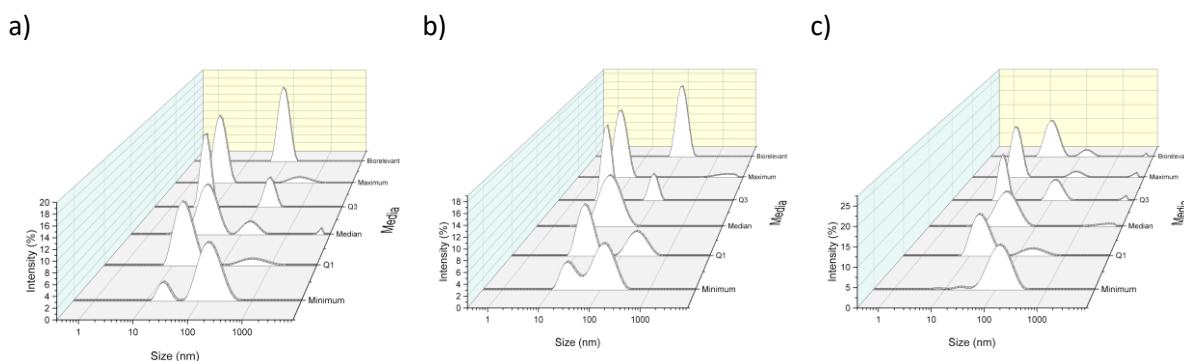 a)
20
18
16
14
12
10
8
6
4
2
0
Intensity (%)
1
10
100
1000
Size (nm)
Biorelevant
Maximum
Q3
Median
Q1
Minimum
Media
b)
18
16
14
12
10
8
6
4
2
0
Intensity (%)
1
10
100
1000
Size (nm)
Biorelevant
Maximum
Q3
Median
Q1
Minimum
Media
c)
25
20
15
10
5
0
Intensity (%)
1
10
100
1000
Size (nm)
Biorelevant
Maximum
Q3
Median
Q1
Minimum
Media